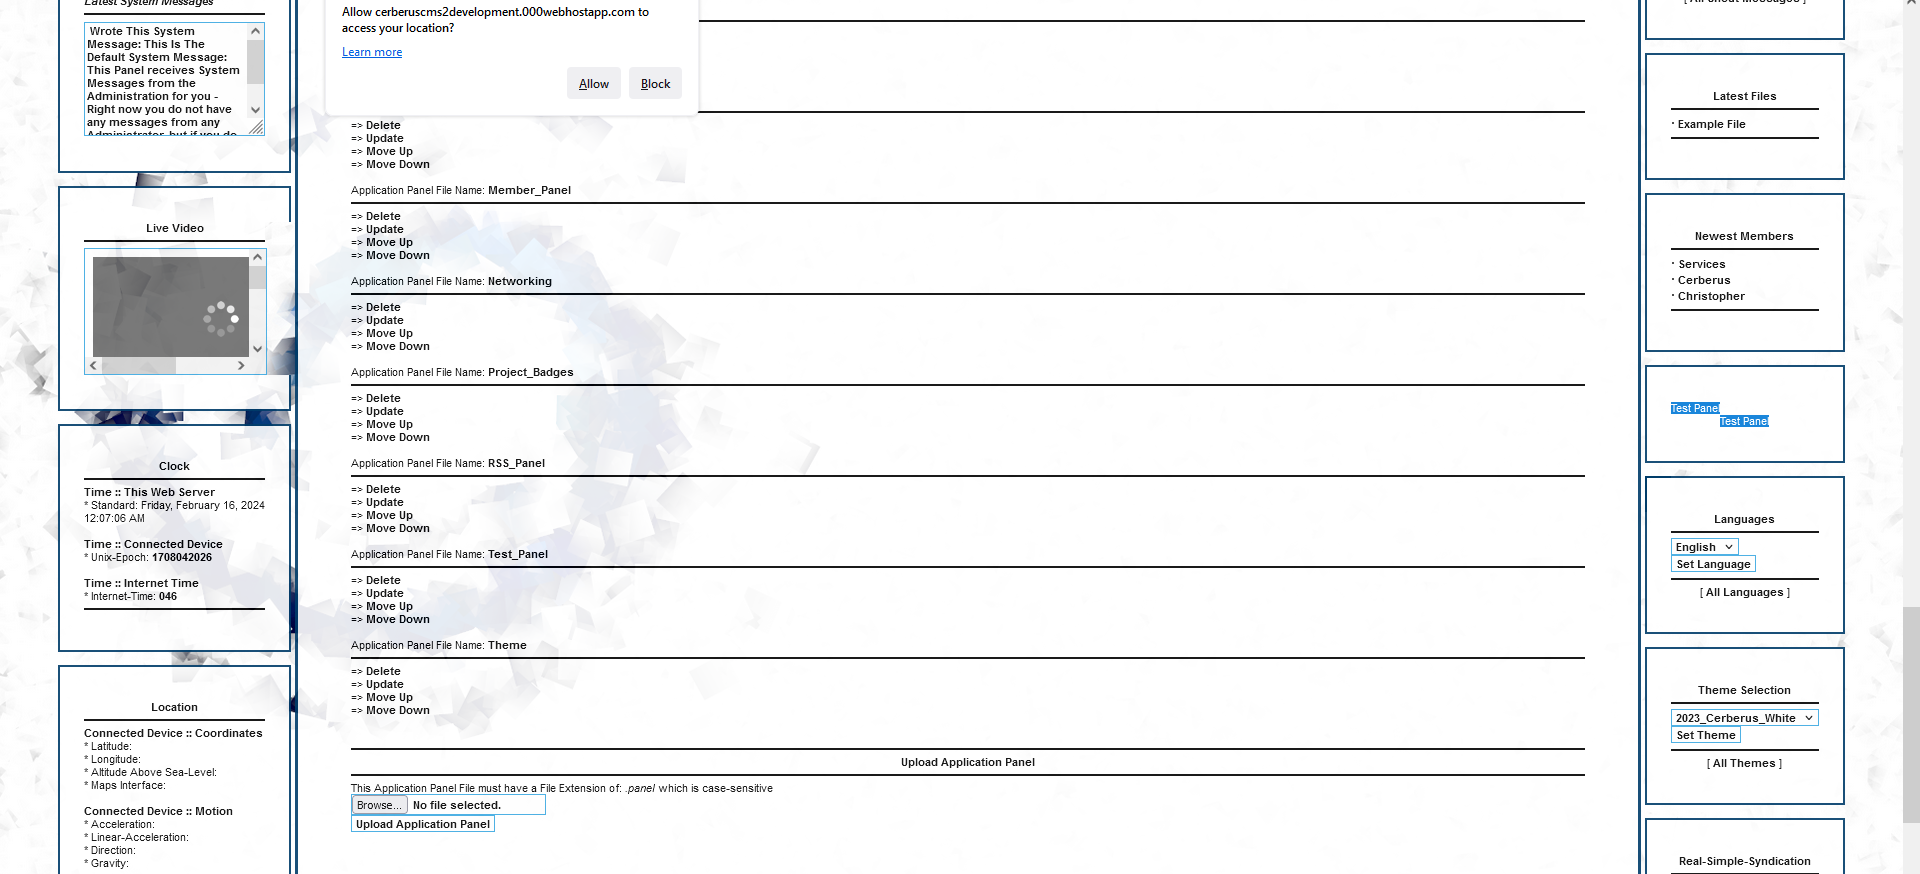 Latest System Messages
Wrote This System
Message: This Is The
Default System Message:
This Panel receives System
Messages from the
Administration for you -
Right now you do not have
any messages from any
Administrator, but if you do
Live Video
Clock
Time :: This Web Server
* Standard: Friday, February 16, 2024
12:07:06 AM
Time :: Connected Device
* Unix-Epoch: 1708042026
Time :: Internet Time
* Internet-Time: 046
Location
Connected Device :: Coordinates
* Latitude:
* Longitude:
* Altitude Above Sea-Level:
* Maps Interface:
Connected Device :: Motion
* Acceleration:
* Linear-Acceleration:
* Direction:
* Gravity:
Allow cerberuscms2development.000webhostapp.com to
access your location?
Learn more
Allow Block
=> Delete
=> Update
=> Move Up
=> Move Down
Application Panel File Name: Member_Panel
=> Delete
=> Update
=> Move Up
=> Move Down
Application Panel File Name: Networking
=> Delete
=> Update
=> Move Up
=> Move Down
Application Panel File Name: Project_Badges
=> Delete
=> Update
=> Move Up
=> Move Down
Application Panel File Name: RSS_Panel
=> Delete
=> Update
=> Move Up
=> Move Down
Application Panel File Name: Test_Panel
=> Delete
=> Update
=> Move Up
=> Move Down
Application Panel File Name: Theme
=> Delete
=> Update
=> Move Up
=> Move Down
Upload Application Panel
This Application Panel File must have a File Extension of: .panel which is case-sensitive
Browse... No file selected.
Upload Application Panel
[ All Shout Messages ]
Latest Files
· Example File
Newest Members
· Services
· Cerberus
· Christopher
Test Panel
Test Panel
Languages
English
Set Language
[ All Languages ]
Theme Selection
2023_Cerberus_White
Set Theme
[ All Themes ]
Real-Simple-Syndication